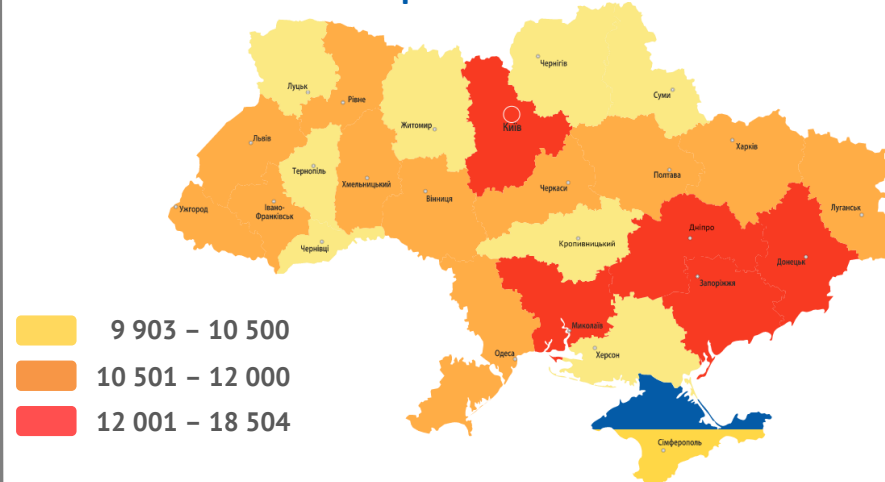 Чернігів
Луцьк
Суми
Рівне
Житомир
Київ
Львів
Харків
Тернопіль
Полтава
Хмельницький
Черкаси
Вінниця
Ужгород
Івано-
Франківськ
Луганськ
Дніпро
Чернівці
Кропивницький
Донецьк
Запоріжжя
Миколаїв
Одеса
Херсон
Сімферополь
9 903 – 10 500
10 501 – 12 000
12 001 – 18 504